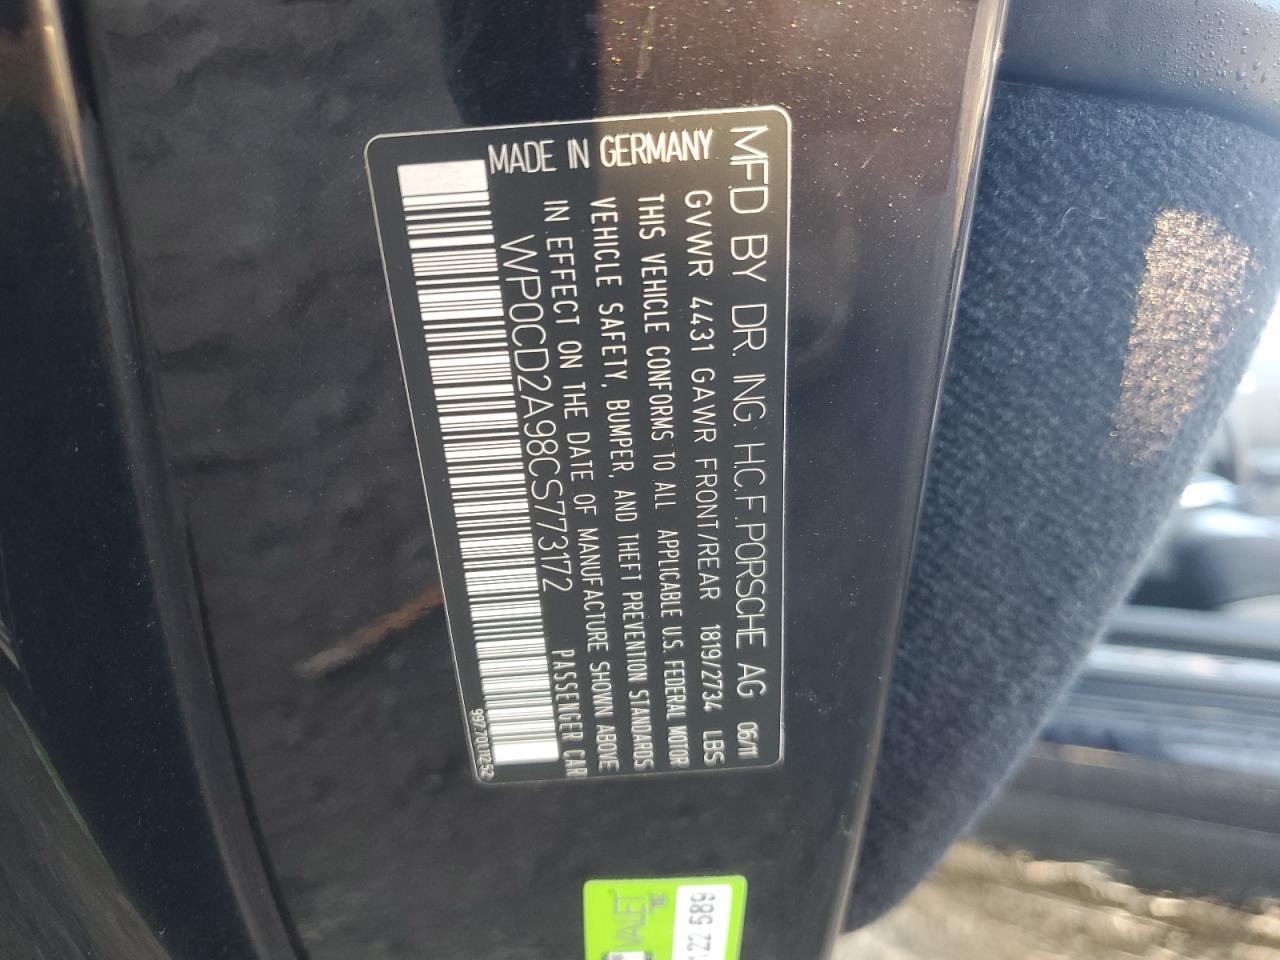 MFD BY DR. ING. H.C.F. PORSCHE AG 06/11
GVWR 4431 GAWR FRONT/REAR 1819/2734 LBS
THIS VEHICLE CONFORMS TO ALL APPLICABLE U.S. FEDERAL MOTOR
VEHICLE SAFETY, BUMPER, AND THEFT PREVENTION STANDARDS
IN EFFECT ON THE DATE OF MANUFACTURE SHOWN ABOVE
WP0CD2A98CS773172 PASSENGER CAR
MADE IN GERMANY
VALET